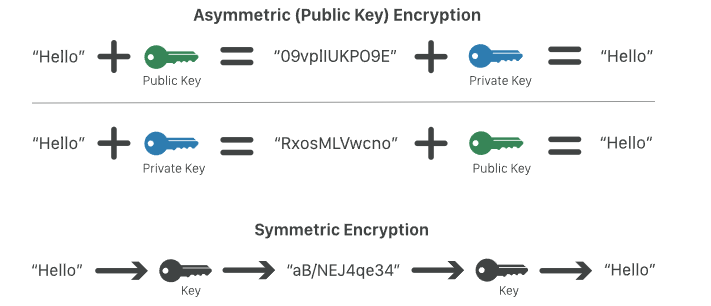 Asymmetric (Public Key) Encryption
“Hello” + = “09vplIUKPO9E” + = “Hello”
Public Key Private Key
“Hello” + = “RxosMLVwcno” + = “Hello”
Private Key Public Key
Symmetric Encryption
“Hello” “aB/NEJ4qe34” “Hello”
Key Key